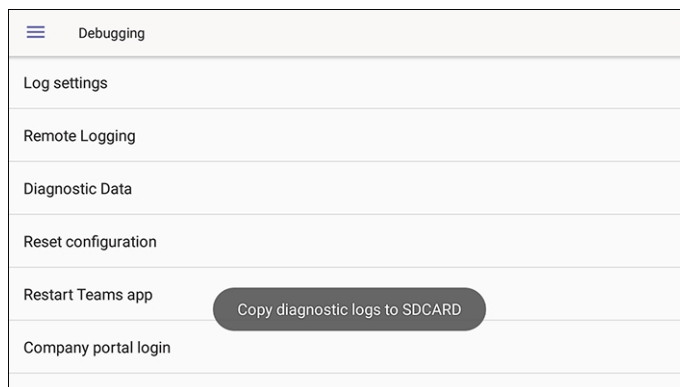 Debugging
Log settings
Remote Logging
Diagnostic Data
Reset configuration
Restart Teams app
Copy diagnostic logs to SDCARD
Company portal login